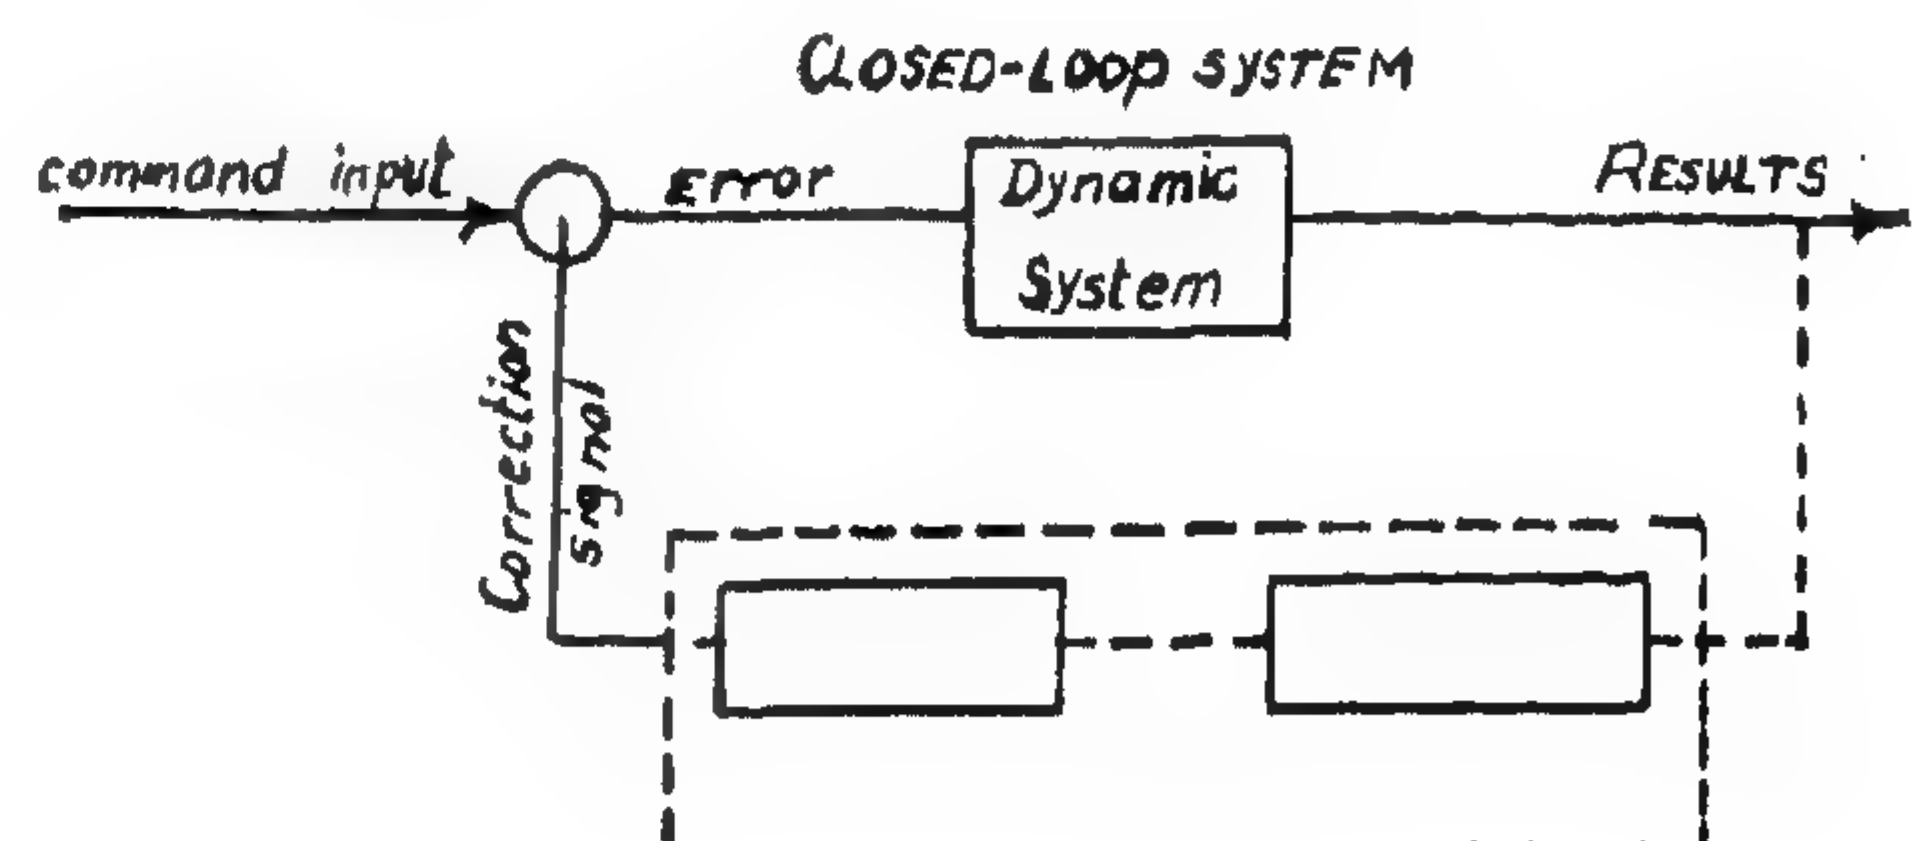 CLOSED-LOOP SYSTEM
command input
Error
Dynamic
System
RESULTS
Correction
signal